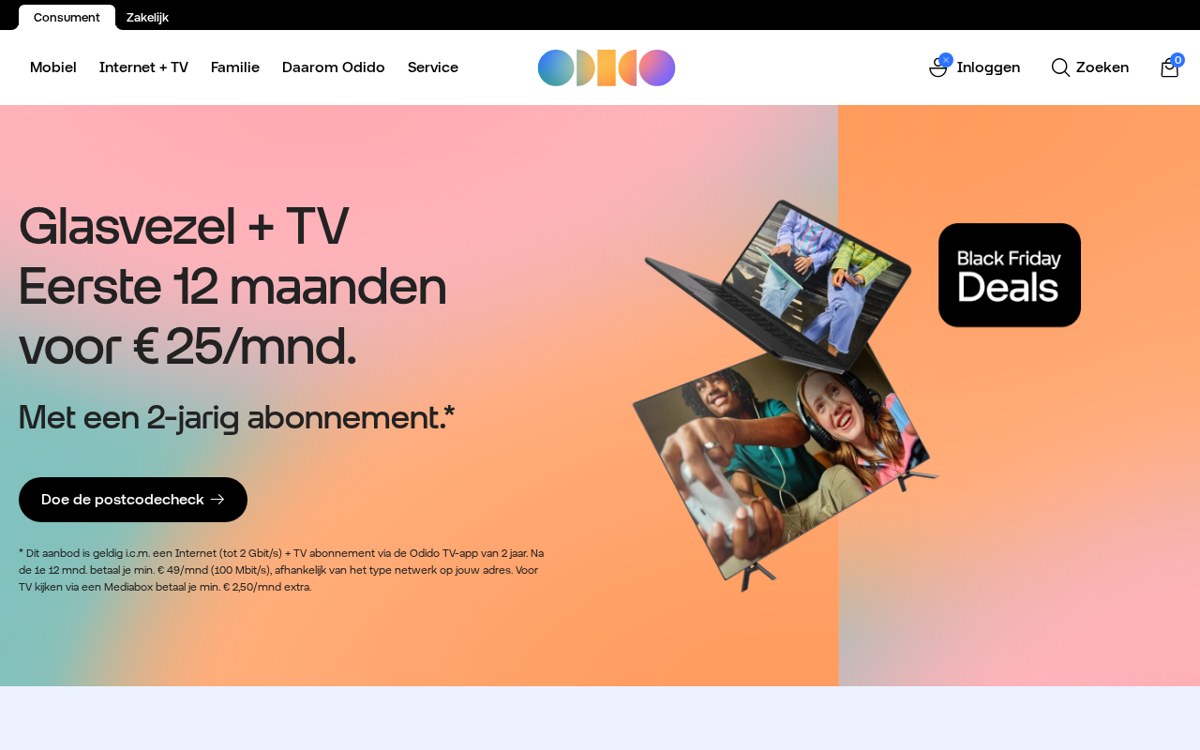 Consument Zakelijk
Mobiel Internet + TV Familie Daarom Odido Service ODIDO Inloggen Zoeken 0
Glasvezel + TV
Eerste 12 maanden
voor € 25/mnd.
Met een 2-jarig abonnement.*
Doe de postcodecheck →
* Dit aanbod is geldig i.c.m. een Internet (tot 2 Gbit/s) + TV abonnement via de Odido TV-app van 2 jaar. Na
de 1e 12 mnd. betaal je min. € 49/mnd (100 Mbit/s), afhankelijk van het type netwerk op jouw adres. Voor
TV kijken via een Mediabox betaal je min. € 2,50/mnd extra.
Black Friday
Deals